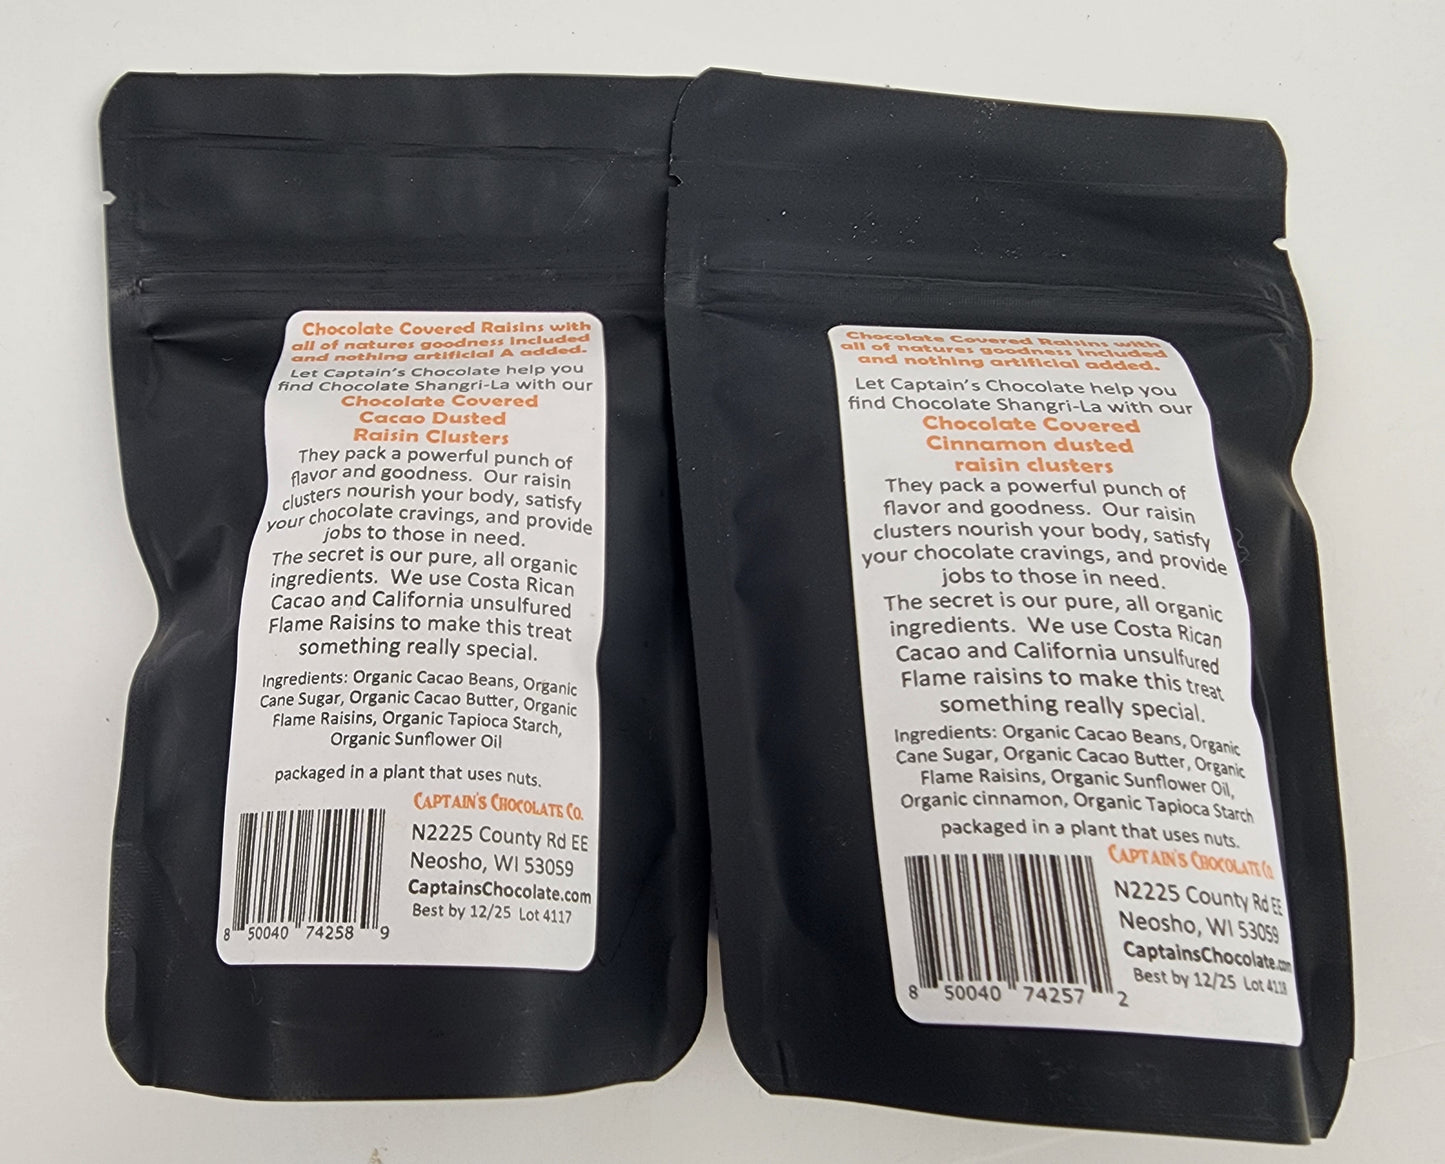 Chocolate Covered Raisins with
all of natures goodness included
and nothing artificial A added.
Let Captain's Chocolate help you
find Chocolate Shangri-La with our
Chocolate Covered
Cacao Dusted
Raisin Clusters
They pack a powerful punch of
flavor and goodness. Our raisin
clusters nourish your body, satisfy
your chocolate cravings, and provide
jobs to those in need.
The secret is our pure, all organic
ingredients. We use Costa Rican
Cacao and California unsulfured
Flame Raisins to make this treat
something really special.
Ingredients: Organic Cacao Beans, Organic
Cane Sugar, Organic Cacao Butter, Organic
Flame Raisins, Organic Tapioca Starch,
Organic Sunflower Oil
packaged in a plant that uses nuts.
CAPTAIN'S CHOCOLATE CO.
N2225 County Rd EE
Neosho, WI 53059
CaptainsChocolate.com
Best by 12/25 Lot 4117
8 50040 74258 9
Chocolate Covered Raisins with
all of natures goodness included
and nothing artificial added.
Let Captain's Chocolate help you
find Chocolate Shangri-La with our
Chocolate Covered
Cinnamon dusted
raisin clusters
They pack a powerful punch of
flavor and goodness. Our raisin
clusters nourish your body, satisfy
your chocolate cravings, and provide
jobs to those in need.
The secret is our pure, all organic
ingredients. We use Costa Rican
Cacao and California unsulfured
Flame raisins to make this treat
something really special.
Ingredients: Organic Cacao Beans, Organic
Cane Sugar, Organic Cacao Butter, Organic
Flame Raisins, Organic Sunflower Oil,
Organic cinnamon, Organic Tapioca Starch
packaged in a plant that uses nuts.
CAPTAIN'S CHOCOLATE CO.
N2225 County Rd EE
Neosho, WI 53059
CaptainsChocolate.com
Best by 12/25 Lot 4118
8 50040 74257 2